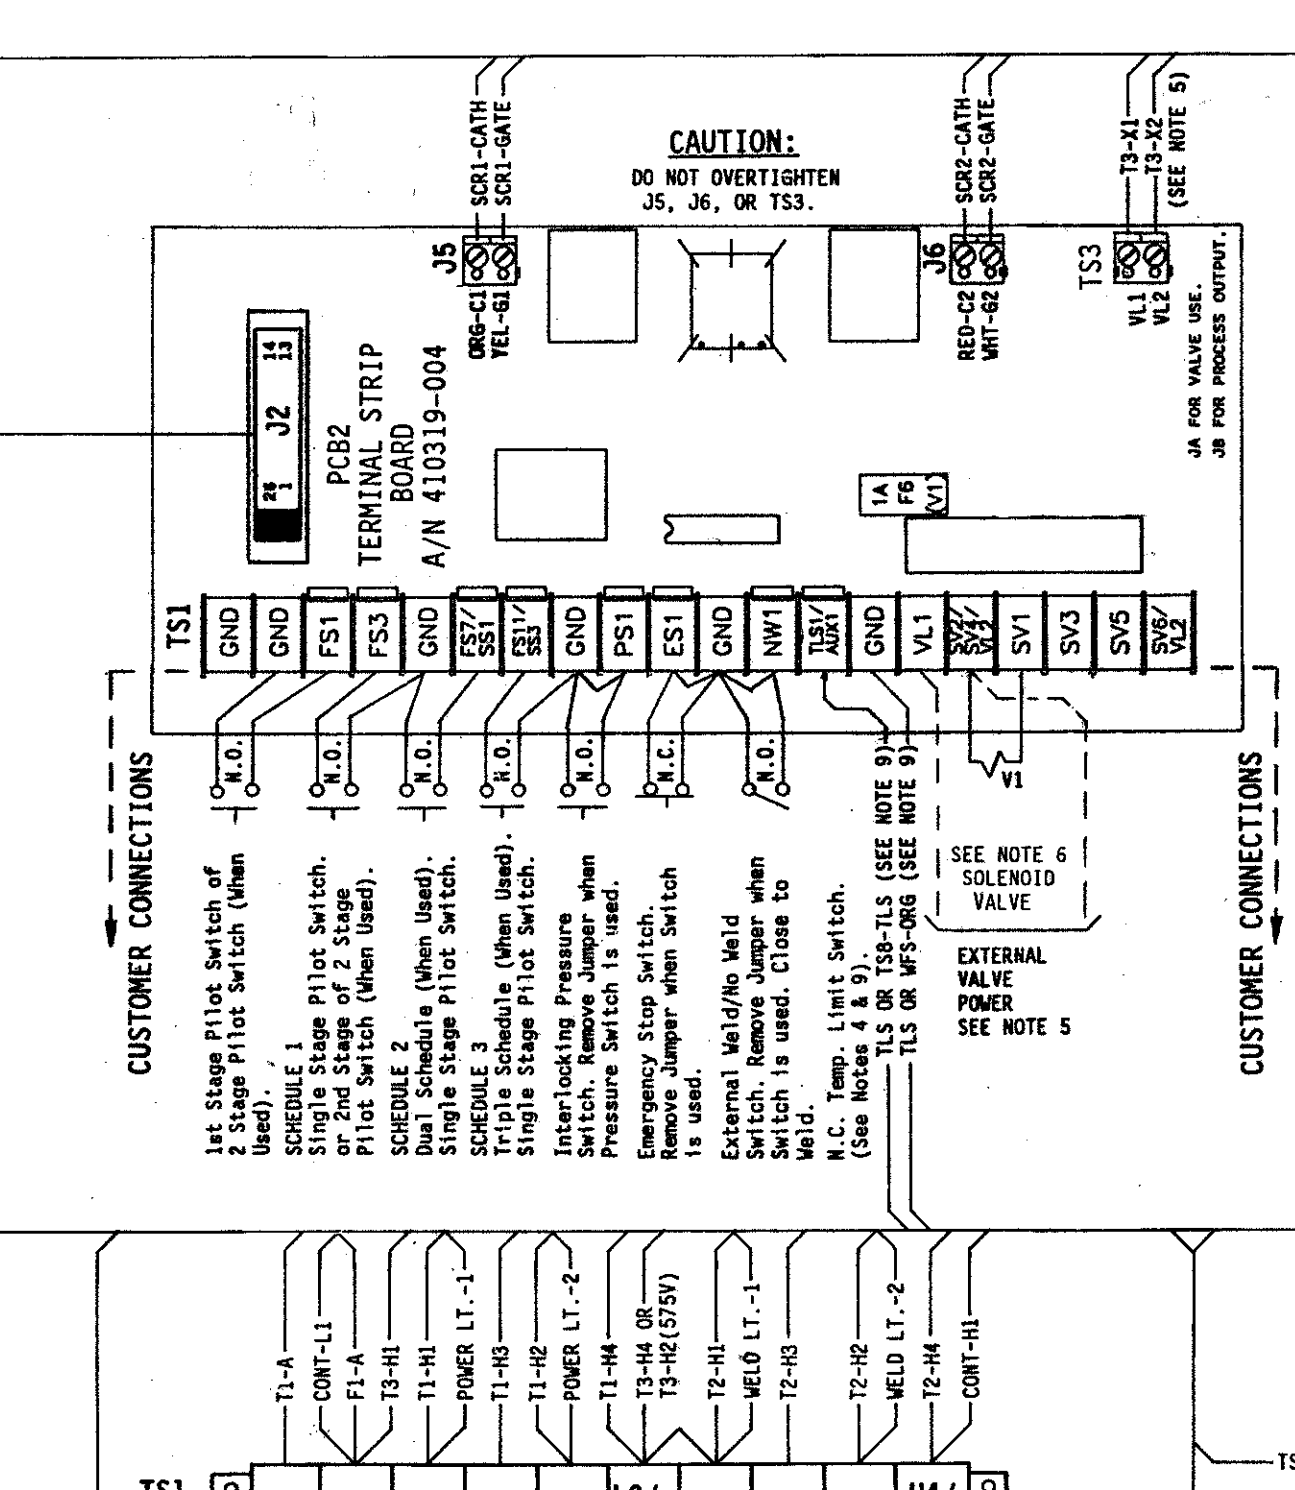 SCR1-CATH
SCR1-GATE
CAUTION:
DO NOT OVERTIGHTEN
J5, J6, OR TS3.
SCR2-CATH
SCR2-GATE
T3-X1
T3-X2
(SEE NOTE 5)
J5
ORG-C1
YEL-G1
J6
RED-C2
WHT-G2
TS3
VL1
VL2
JA FOR VALVE USE.
JB FOR PROCESS OUTPUT.
14
13
J2
26
1
PCB2
TERMINAL STRIP
BOARD
A/N 410319-004
1A
F6
(V1)
TS1
GND
GND
FS1
FS3
GND
FS7/
SS1
FS11/
SS3
GND
PS1
ES1
GND
NW1
TLS1/
AUX1
GND
VL1
SV2/
SV4/
VL2
SV1
SV3
SV5
SV6/
VL2
CUSTOMER CONNECTIONS
N.O.
N.O.
N.O.
N.O.
N.O.
N.C.
N.O.
V1
1st Stage Pilot Switch of
2 Stage Pilot Switch (When
Used).
SCHEDULE 1
Single Stage Pilot Switch.
or 2nd Stage of 2 Stage
Pilot Switch (When Used).
SCHEDULE 2
Dual Schedule (When Used).
Single Stage Pilot Switch.
SCHEDULE 3
Triple Schedule (When Used).
Single Stage Pilot Switch.
Interlocking Pressure
Switch. Remove Jumper when
Pressure Switch is used.
Emergency Stop Switch.
Remove Jumper when Switch
is used.
External Weld/No Weld
Switch. Remove Jumper when
Switch is used. Close to
Weld.
N.C. Temp. Limit Switch.
(See Notes 4 & 9).
TLS OR TS8-TLS (SEE NOTE 9)
TLS OR WFS-ORG (SEE NOTE 9)
SEE NOTE 6
SOLENOID
VALVE
EXTERNAL
VALVE
POWER
SEE NOTE 5
CUSTOMER CONNECTIONS
T1-A
CONT-L1
F1-A
T3-H1
T1-H1
POWER LT.-1
T1-H3
T1-H2
POWER LT.-2
T1-H4
T3-H4 OR
T3-H2(575V)
T2-H1
WELD LT.-1
T2-H3
T2-H2
WELD LT.-2
T2-H4
CONT-H1
TS
TS1